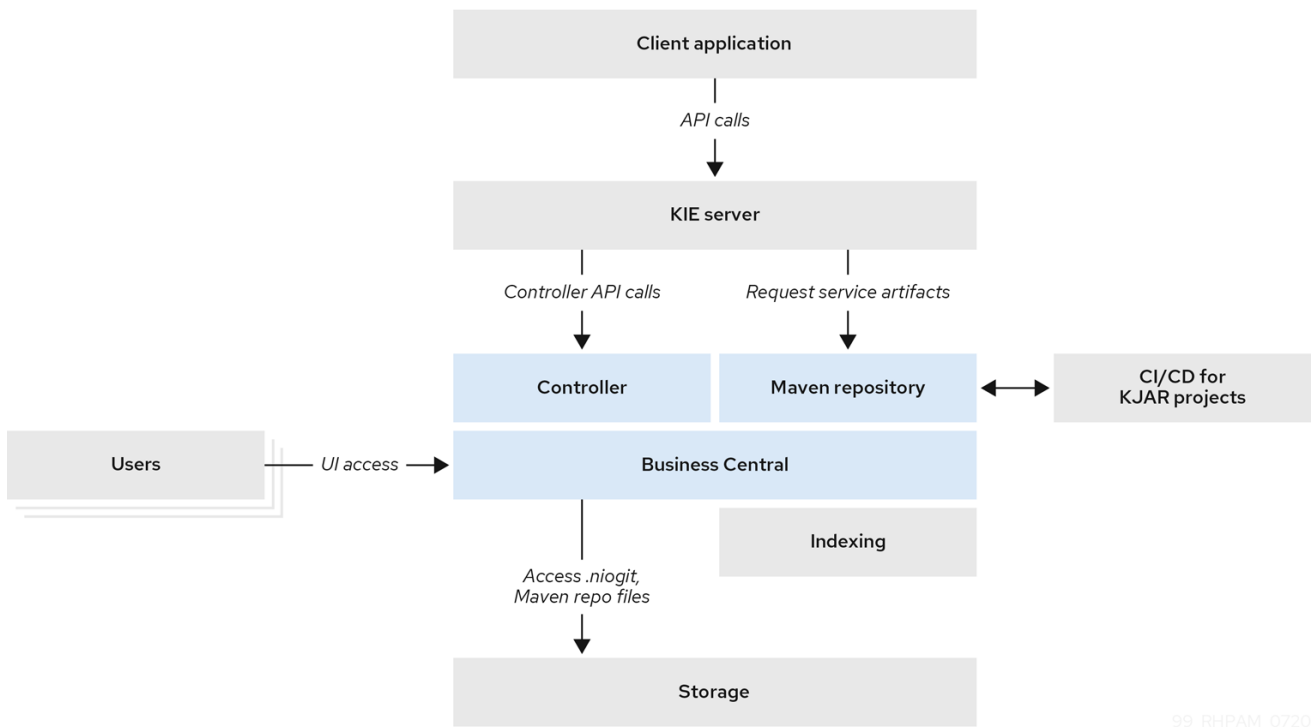 Client application
API calls
KIE server
Controller API calls
Request service artifacts
Controller
Maven repository
CI/CD for
KJAR projects
Users
UI access
Business Central
Indexing
Access .niogit,
Maven repo files
Storage
99_RHPAM_0720